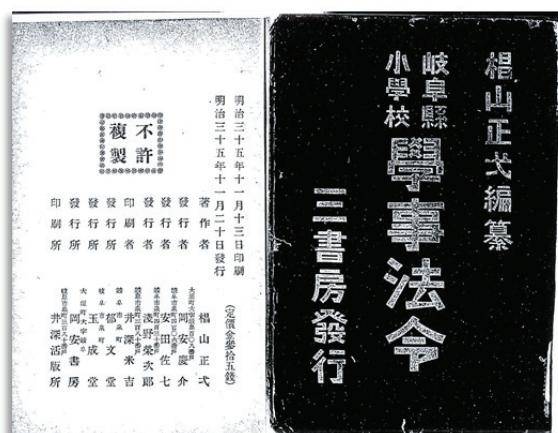 椙山正弌編纂
岐阜縣
小學校
學事法令
三書房發行
明治三十五年十一月十三日印刷
明治三十五年十一月二十日發行
不許
複製
(定價金參拾五錢)
著作者 椙山正弌
發行者 岡安慶介
發行者 安田佐七
發行者 淺野榮次郎
印刷者 井深米吉
發行所 郁文堂
發行所 玉成堂
發行所 岡安書房
印刷所 井深活版所